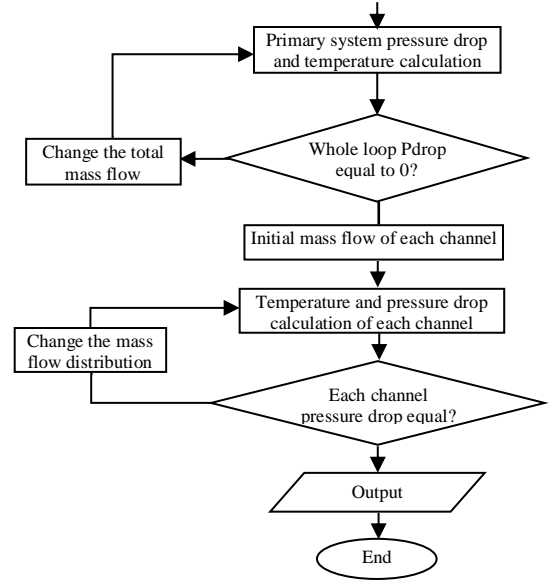 Primary system pressure drop
and temperature calculation
Change the total
mass flow
Whole loop Pdrop
equal to 0?
Initial mass flow of each channel
Temperature and pressure drop
calculation of each channel
Change the mass
flow distribution
Each channel
pressure drop equal?
Output
End